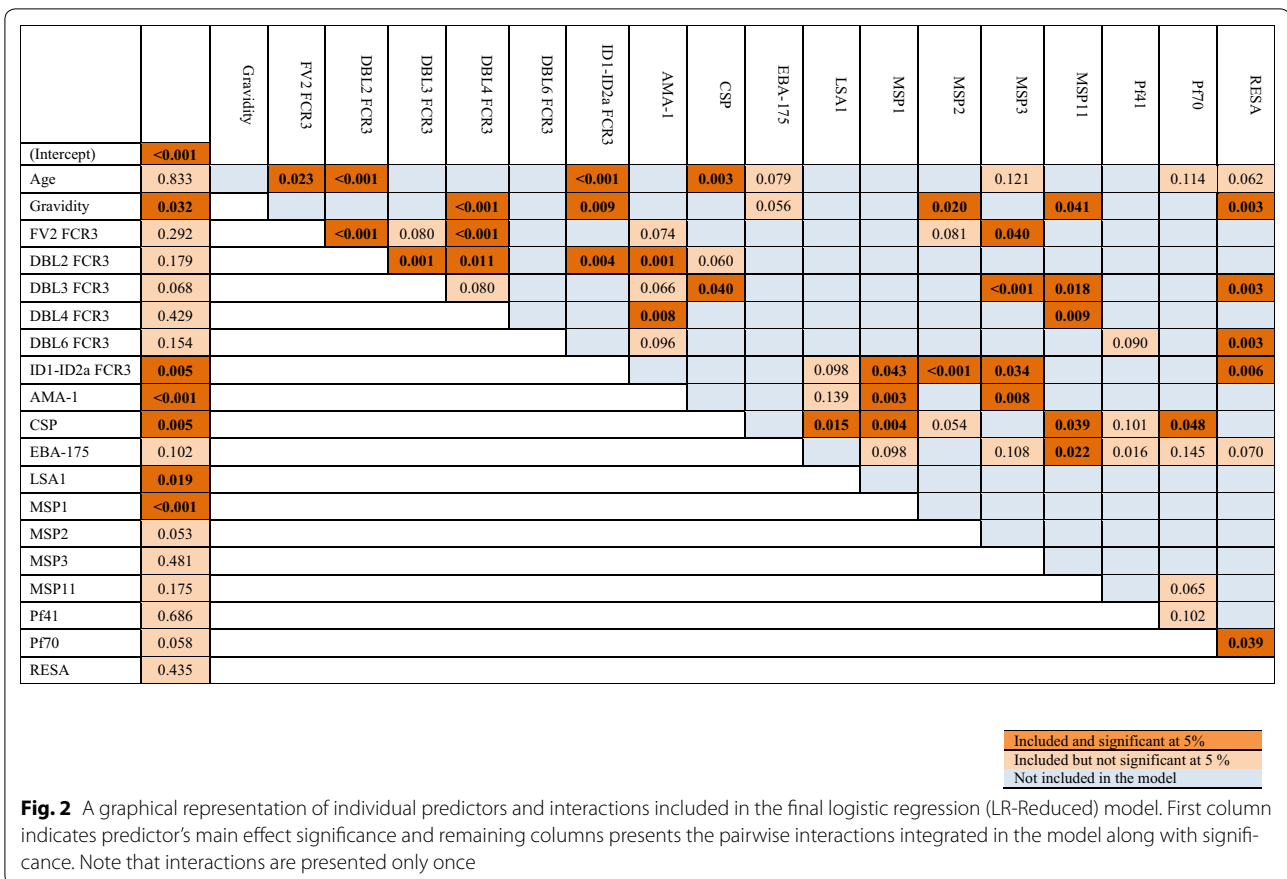 Gravidity FV2 FCR3 DBL2 FCR3 DBL3 FCR3 DBL4 FCR3 DBL6 FCR3 ID1-ID2a FCR3 AMA-1 CSP EBA-175 LSA1 MSP1 MSP2 MSP3 MSP11 Pf41 Pf70 RESA
(Intercept) <0.001
Age 0.833 0.023 <0.001 <0.001 0.003 0.079 0.121 0.114 0.062
Gravidity 0.032 <0.001 0.009 0.056 0.020 0.041 0.003
FV2 FCR3 0.292 <0.001 0.080 <0.001 0.074 0.081 0.040
DBL2 FCR3 0.179 0.001 0.011 0.004 0.001 0.060
DBL3 FCR3 0.068 0.080 0.066 0.040 <0.001 0.018 0.003
DBL4 FCR3 0.429 0.008 0.009
DBL6 FCR3 0.154 0.096 0.090 0.003
ID1-ID2a FCR3 0.005 0.098 0.043 <0.001 0.034 0.006
AMA-1 <0.001 0.139 0.003 0.008
CSP 0.005 0.015 0.004 0.054 0.039 0.101 0.048
EBA-175 0.102 0.098 0.108 0.022 0.016 0.145 0.070
LSA1 0.019
MSP1 <0.001
MSP2 0.053
MSP3 0.481
MSP11 0.175 0.065
Pf41 0.686 0.102
Pf70 0.058 0.039
RESA 0.435
Included and significant at 5%
Included but not significant at 5 %
Not included in the model
Fig. 2 A graphical representation of individual predictors and interactions included in the final logistic regression (LR-Reduced) model. First column
indicates predictor's main effect significance and remaining columns presents the pairwise interactions integrated in the model along with signifi-
cance. Note that interactions are presented only once